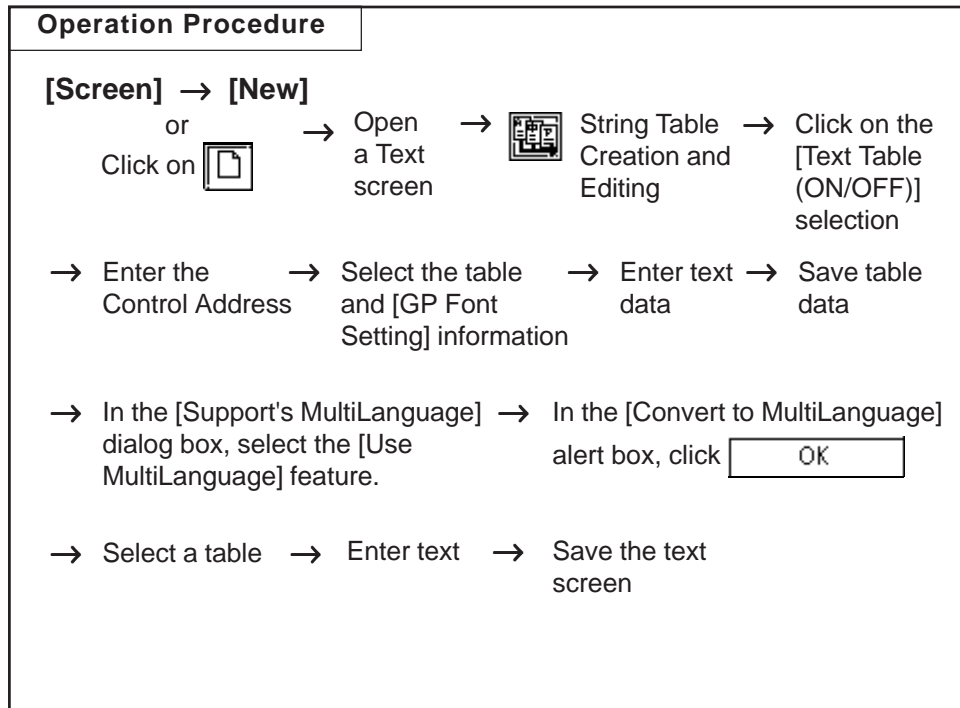 Operation Procedure
[Screen] → [New]
or
Click on
→ Open
a Text
screen
→ String Table
Creation and
Editing
→ Click on the
[Text Table
(ON/OFF)]
selection
→ Enter the
Control Address
→ Select the table
and [GP Font
Setting] information
→ Enter text
data
→ Save table
data
→ In the [Support's MultiLanguage]
dialog box, select the [Use
MultiLanguage] feature.
→ In the [Convert to MultiLanguage]
alert box, click OK
→ Select a table → Enter text → Save the text
screen